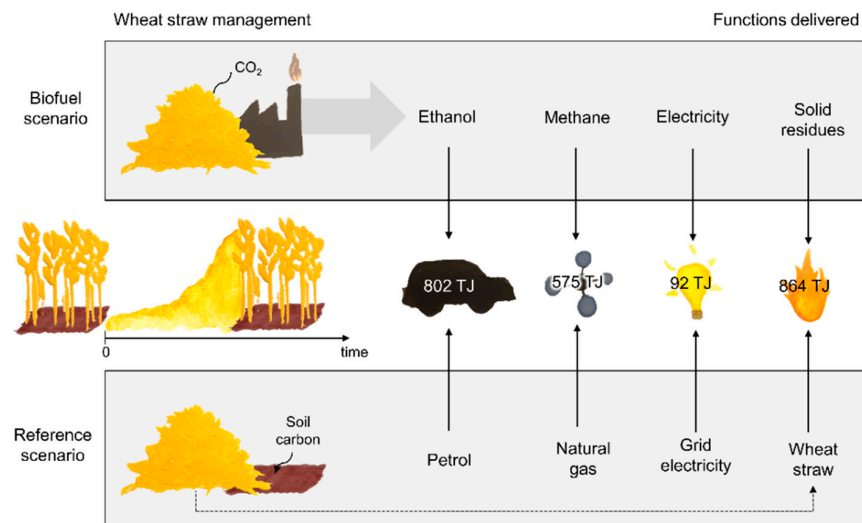 Wheat straw management
Functions delivered
Biofuel
scenario
CO₂
Ethanol
Methane
Electricity
Solid
residues
802 TJ
575 TJ
92 TJ
864 TJ
0
time
Reference
scenario
Soil
carbon
Petrol
Natural
gas
Grid
electricity
Wheat
straw